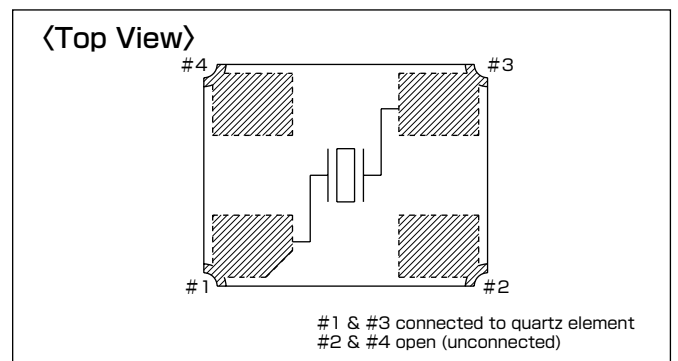 〈Top View〉
#4 #3
#1 #2
#1 & #3 connected to quartz element
#2 & #4 open (unconnected)